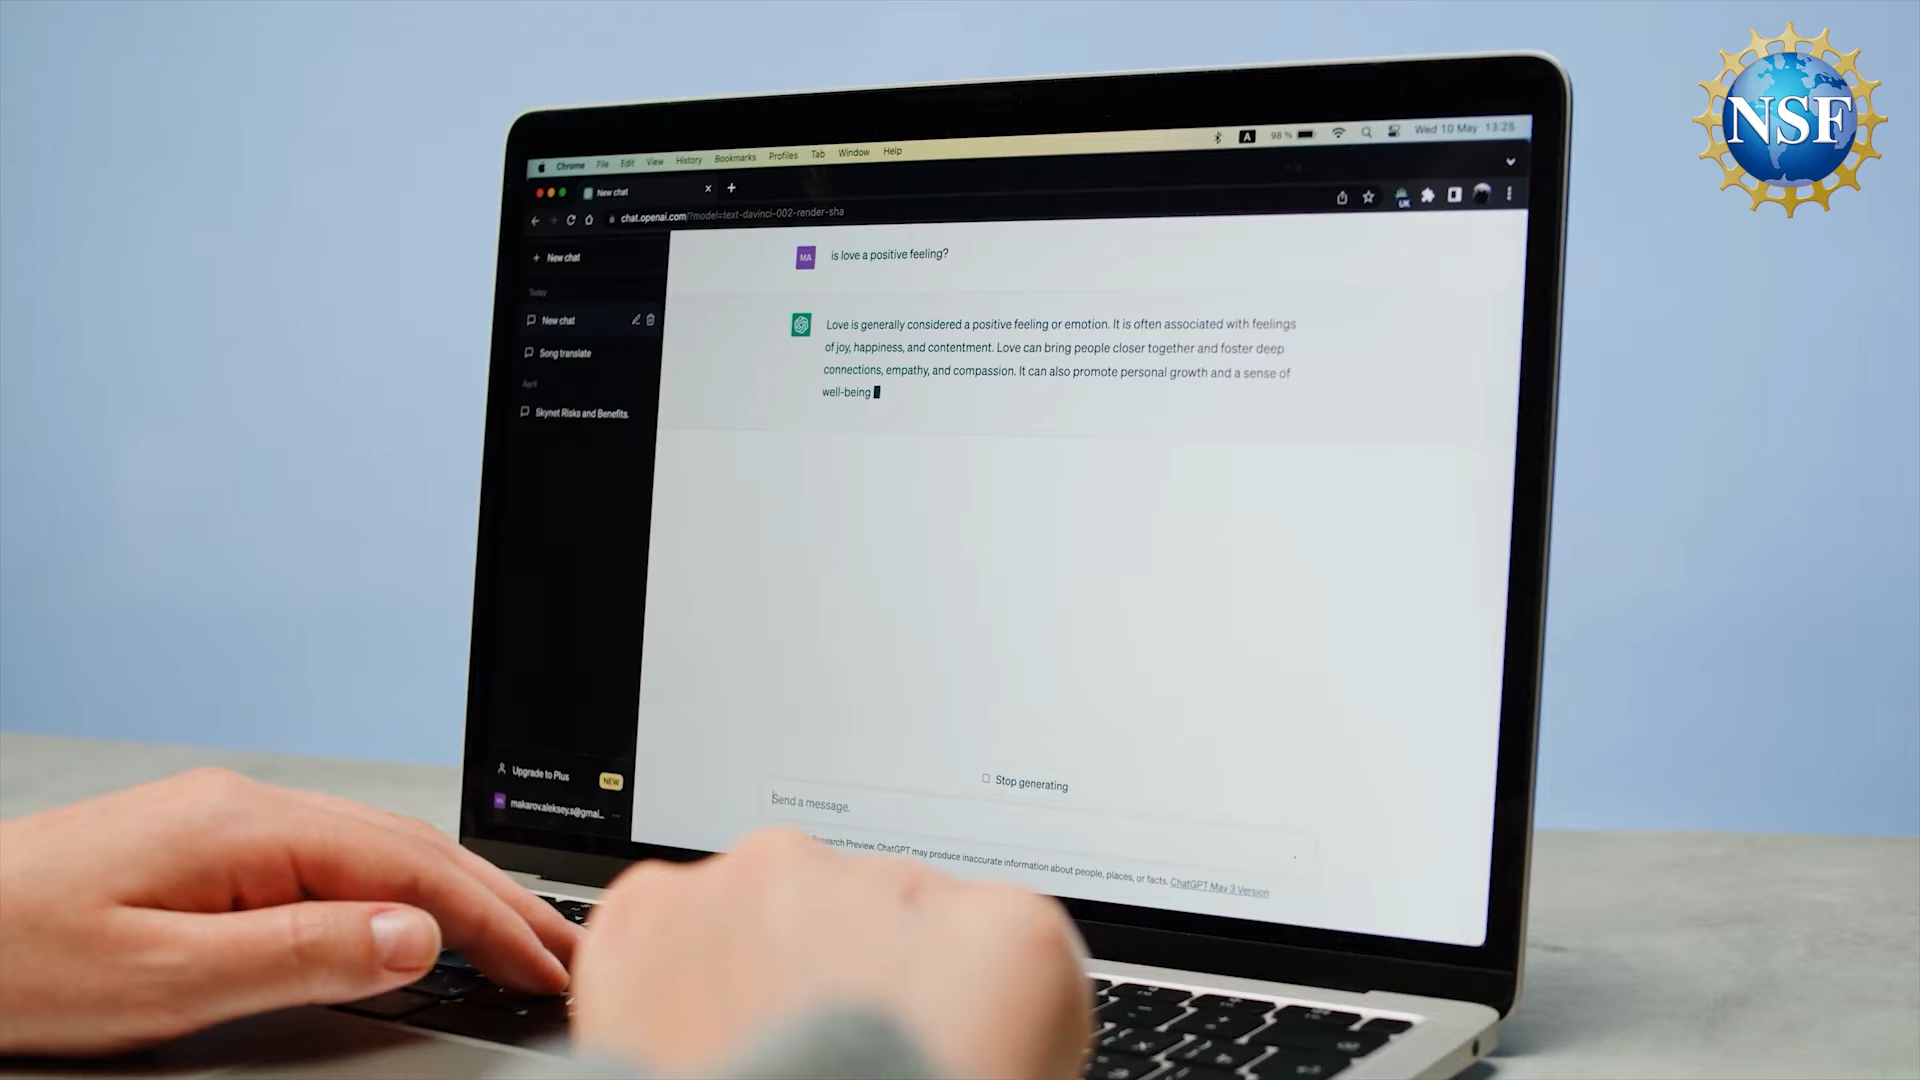 NSF
Chrome File Edit View History Bookmarks Profiles Tab Window Help A 98 % Wed 10 May 13:25
New chat
chat.openai.com/?model=text-davinci-002-render-sha
UK
+ New chat
Today
New chat
Song translate
April
Skynet Risks and Benefits.
MA is love a positive feeling?
Love is generally considered a positive feeling or emotion. It is often associated with feelings
of joy, happiness, and contentment. Love can bring people closer together and foster deep
connections, empathy, and compassion. It can also promote personal growth and a sense of
well-being
Stop generating
Send a message.
Research Preview. ChatGPT may produce inaccurate information about people, places, or facts. ChatGPT May 3 Version
Upgrade to Plus NEW
makarov.aleksey.s@gmai...